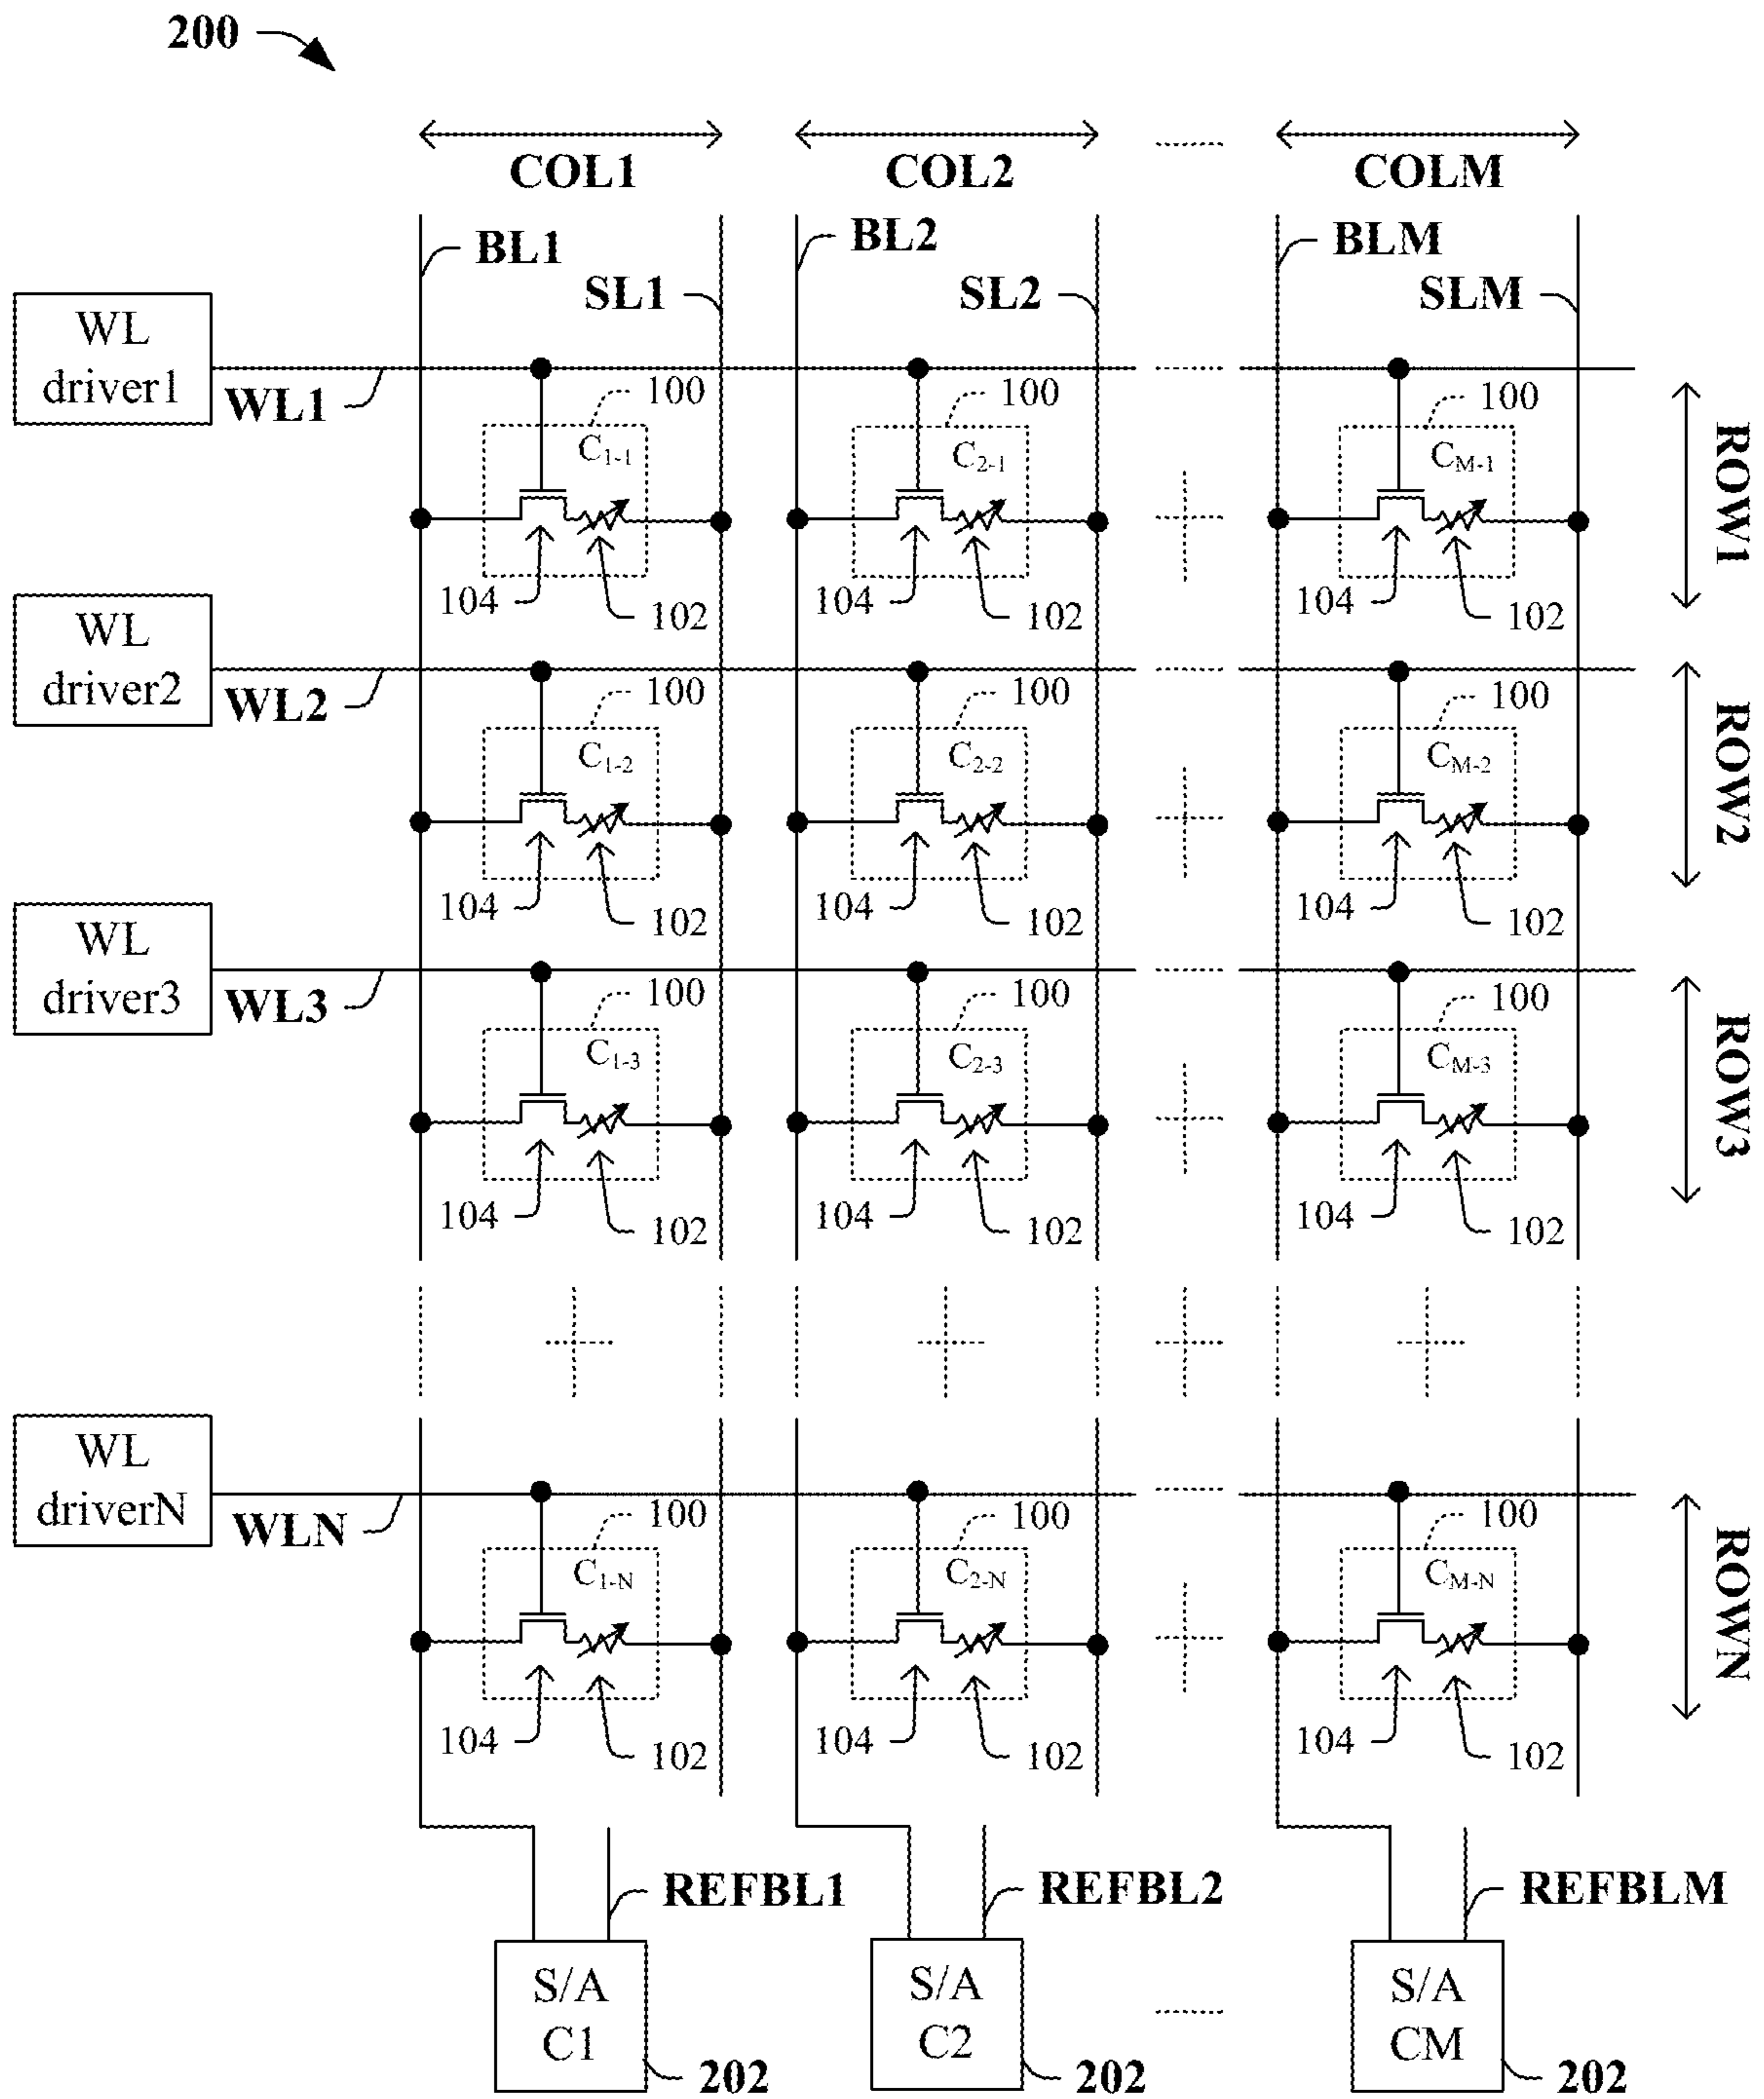 200
COL1 COL2 COLM
BL1 BL2 BLM
SL1 SL2 SLM
WL
driver1
WL1
100 100 100
C1-1 C2-1 CM-1
ROW1
104 102 104 102 104 102
WL
driver2
WL2
100 100 100
C1-2 C2-2 CM-2
ROW2
104 102 104 102 104 102
WL
driver3
WL3
100 100 100
C1-3 C2-3 CM-3
ROW3
104 102 104 102 104 102
WL
driverN
WLN
100 100 100
C1-N C2-N CM-N
ROWN
104 102 104 102 104 102
REFBL1 REFBL2 REFBLM
S/A S/A S/A
C1 C2 CM
202 202 202